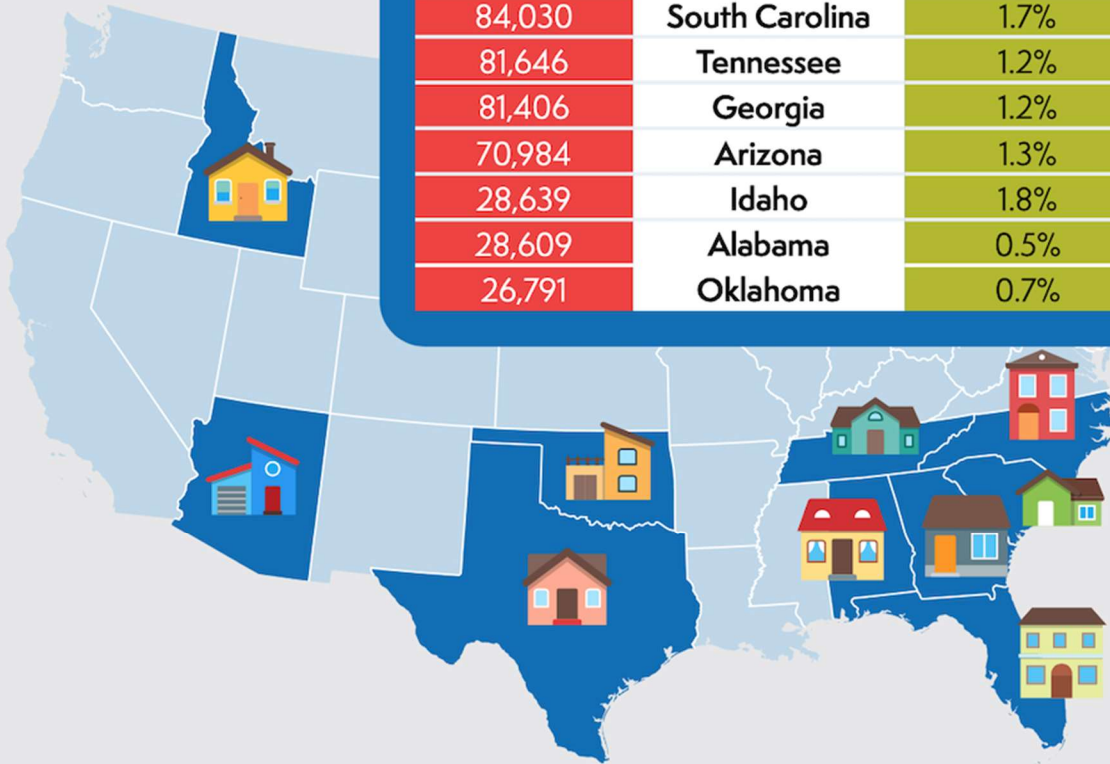 84,030 South Carolina 1.7%
81,646 Tennessee 1.2%
81,406 Georgia 1.2%
70,984 Arizona 1.3%
28,639 Idaho 1.8%
28,609 Alabama 0.5%
26,791 Oklahoma 0.7%